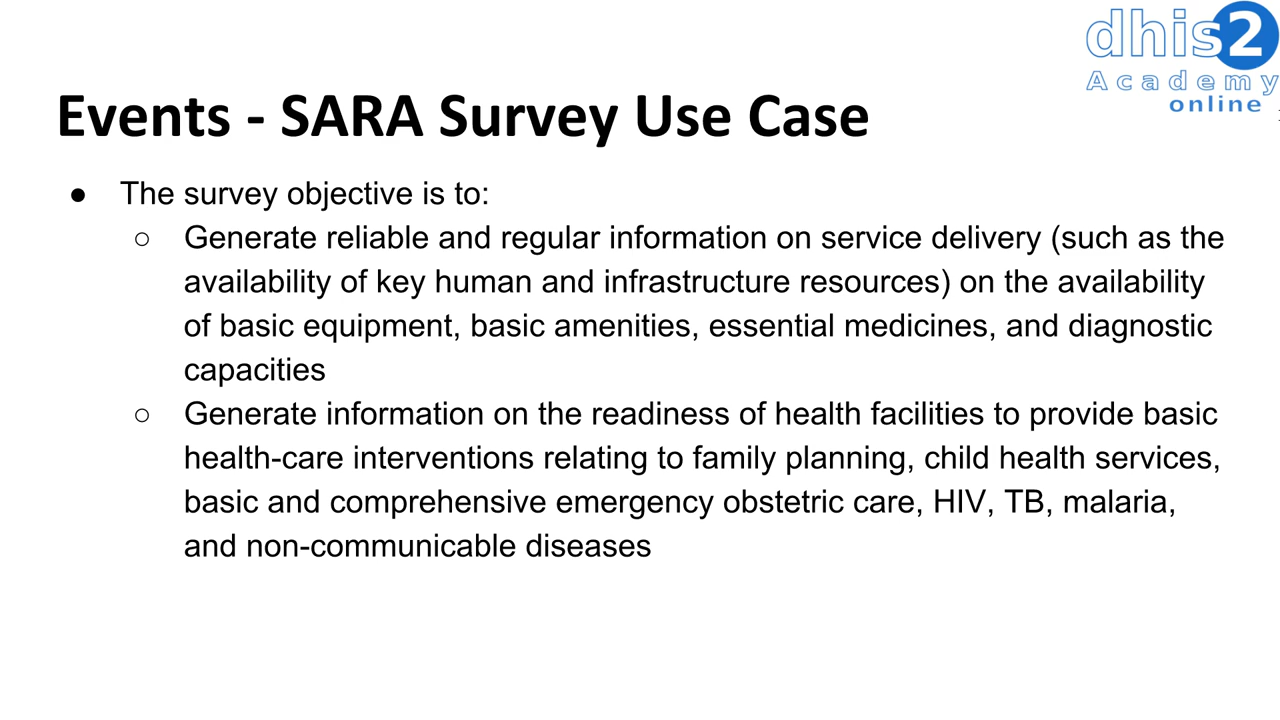 dhis2
Academy
online
Events - SARA Survey Use Case
● The survey objective is to:
○ Generate reliable and regular information on service delivery (such as the
availability of key human and infrastructure resources) on the availability
of basic equipment, basic amenities, essential medicines, and diagnostic
capacities
○ Generate information on the readiness of health facilities to provide basic
health-care interventions relating to family planning, child health services,
basic and comprehensive emergency obstetric care, HIV, TB, malaria,
and non-communicable diseases